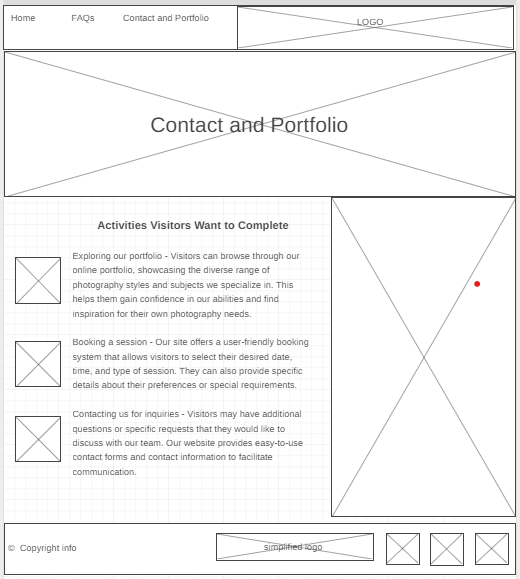 Home FAQs Contact and Portfolio LOGO
Contact and Portfolio
Activities Visitors Want to Complete
Exploring our portfolio - Visitors can browse through our
online portfolio, showcasing the diverse range of
photography styles and subjects we specialize in. This
helps them gain confidence in our abilities and find
inspiration for their own photography needs.
Booking a session - Our site offers a user-friendly booking
system that allows visitors to select their desired date,
time, and type of session. They can also provide specific
details about their preferences or special requirements.
Contacting us for inquiries - Visitors may have additional
questions or specific requests that they would like to
discuss with our team. Our website provides easy-to-use
contact forms and contact information to facilitate
communication.
© Copyright info simplified logo